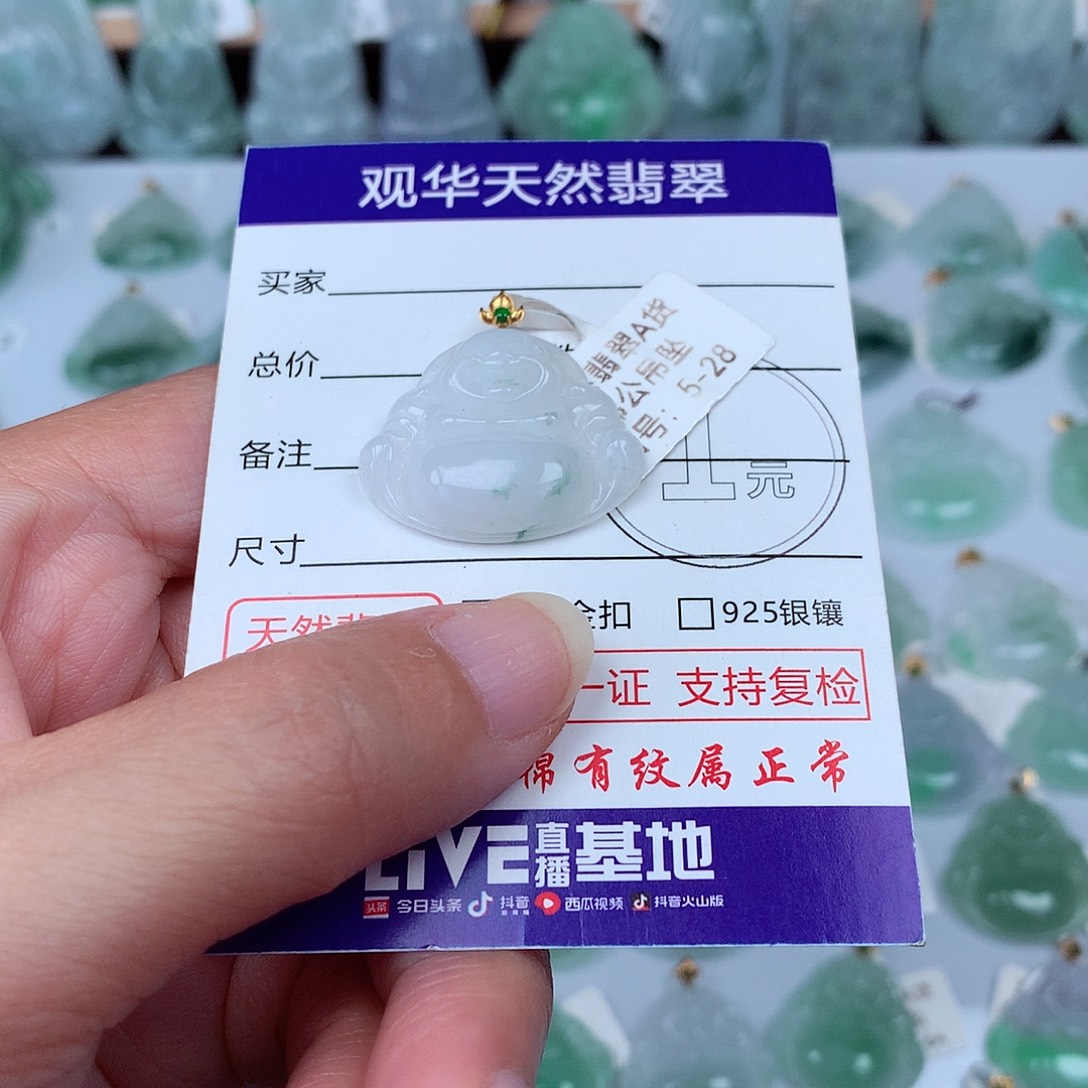 观华天然翡翠
买家
总价
翡翠A货
公吊坠
号: 5-28
备注
1元
尺寸
天然
金扣 925银镶
一证 支持复检
棉有纹属正常
LIVE直播基地
头条 今日头条 抖音 西瓜视频 抖音火山版